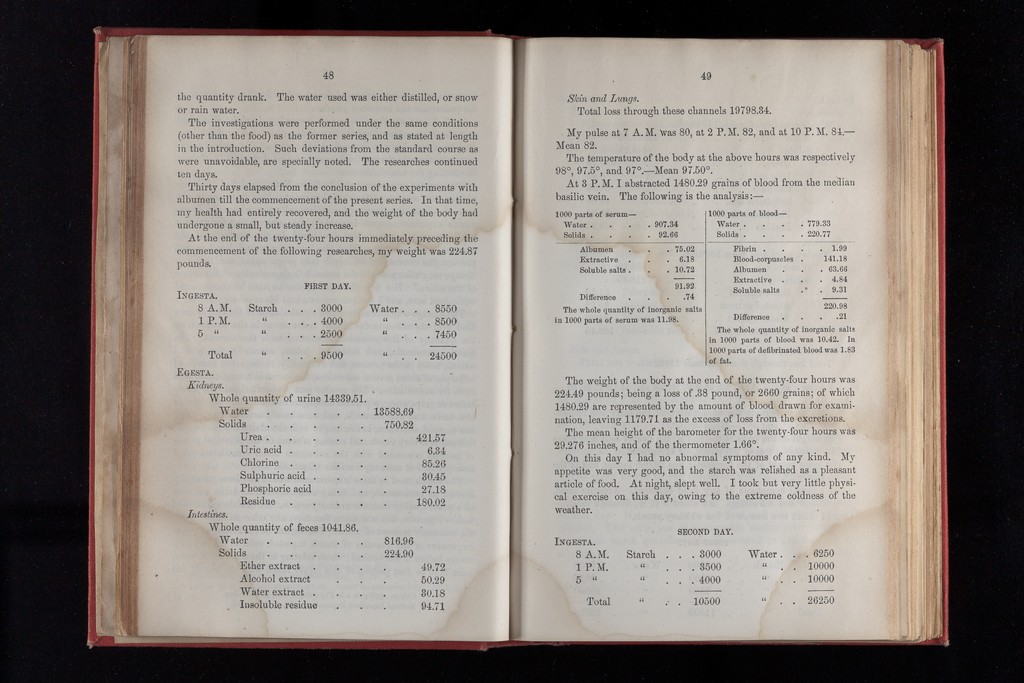 48
the quantity drank. The water used was either distilled, or snow
or rain water.
The investigations were performed under the same conditions
(other than the food) as the former series, and as stated at length
in the introduction. Such deviations from the standard course as
were unavoidable, are specially noted. The researches continued
ten days.
Thirty days elapsed from the conclusion of the experiments with
albumen till the commencement of the present series. In that time,
my health had entirely recovered, and the weight of the body had
undergone a small, but steady increase.
At the end of the twenty-four hours immediately preceding the
commencement of the following researches, my weight was 224.87
pounds.
FIRST DAY.
INGESTA.
8 A.M. Starch . . . 3000 Water . . . 8550
1 P.M. " . . . 4000 " . . . 8500
5 " " . . . 2500 " . . . 7450
Total " . . . 9500 " . . 24500
EGESTA.
Kidneys.
Whole quantity of urine 14339.51.
Water . . . . . 13588.69
Solids . . . . . 750.82
Urea . . . . . . 421.57
Uric acid . . . . . 6.34
Chlorine . . . . . 85.26
Sulphuric acid . . . . 30.45
Phosphoric acid . . . 27.18
Residue . . . . . 180.02
Intestines.
Whole quantity of feces 1041.86.
Water . . . . . 816.96
Solids . . . . . 224.90
Ether extract . . . . 49.72
Alcohol extract . . . 50.29
Water extract . . . . 30.18
Insoluble residue . . . 94.71
49
Skin and Lungs.
Total loss through these channels 19798.34.
My pulse at 7 A.M. was 80, at 2 P.M. 82, and at 10 P.M. 84.—
Mean 82.
The temperature of the body at the above hours was respectively
98°, 97.5°, and 97°.—Mean 97.50°.
At 3 P.M. I abstracted 1480.29 grains of blood from the median
basilic vein. The following is the analysis:—
1000 parts of serum—
Water . . . . 907.34
Solids . . . . 92.66
Albumen . . . 75.02
Extractive . . . 6.18
Soluble salts . . . 10.72
91.92
Difference . . . .74
The whole quantity of inorganic salts
in 1000 parts of serum was 11.98.
1000 parts of blood—
Water . . . . 779.33
Solids . . . . 220.77
Fibrin . . . . 1.99
Blood-corpuscles . 141.18
Albumen . . . 63.66
Extractive . . . 4.84
Soluble salts . . 9.31
220.98
Difference . . . .21
The whole quantity of inorganic salts
in 1000 parts of blood was 10.42. In
1000 parts of defibrinated blood was 1.83
of fat.
The weight of the body at the end of the twenty-four hours was
224.49 pounds; being a loss of .38 pound, or 2660 grains; of which
1480.29 are represented by the amount of blood drawn for exami-
nation, leaving 1179.71 as the excess of loss from the excretions.
The mean height of the barometer for the twenty-four hours was
29.276 inches, and of the thermometer 1.66°.
On this day I had no abnormal symptoms of any kind. My
appetite was very good, and the starch was relished as a pleasant
article of food. At night, slept well. I took but very little physi-
cal exercise on this day, owing to the extreme coldness of the
weather.
SECOND DAY.
INGESTA.
8 A.M. Starch . . . 3000 Water . . . 6250
1 P.M. " . . . 3500 " . . 10000
5 " " . . . 4000 " . . 10000
Total " . . 10500 " . . 26250